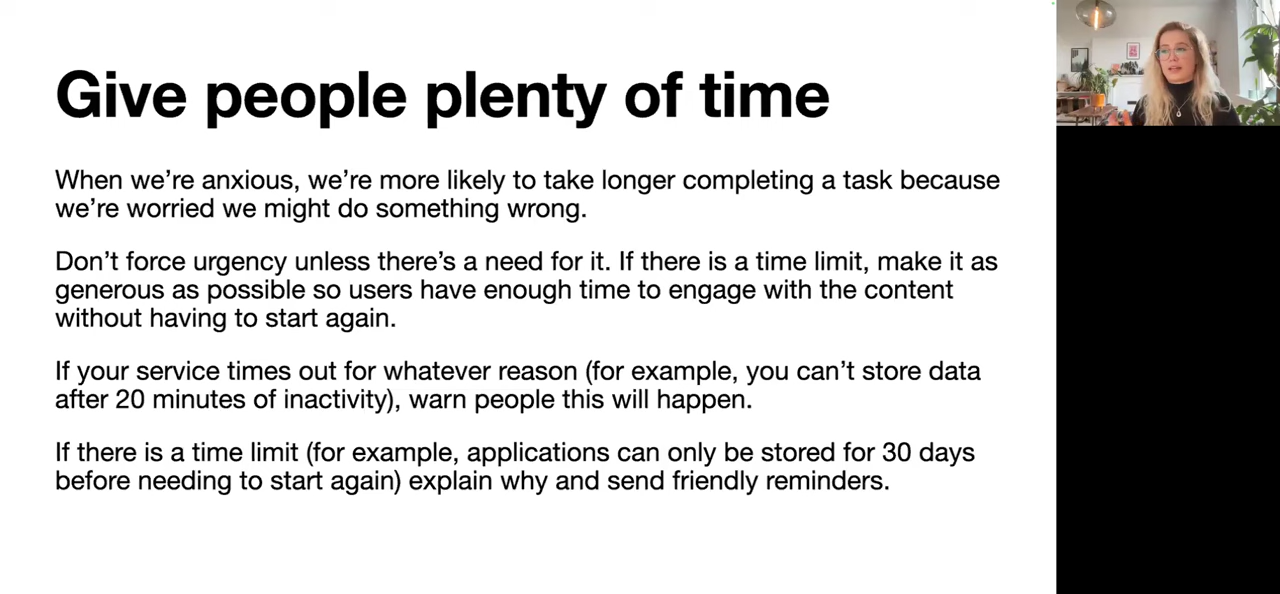 Give people plenty of time
When we’re anxious, we’re more likely to take longer completing a task because
we’re worried we might do something wrong.
Don’t force urgency unless there’s a need for it. If there is a time limit, make it as
generous as possible so users have enough time to engage with the content
without having to start again.
If your service times out for whatever reason (for example, you can’t store data
after 20 minutes of inactivity), warn people this will happen.
If there is a time limit (for example, applications can only be stored for 30 days
before needing to start again) explain why and send friendly reminders.